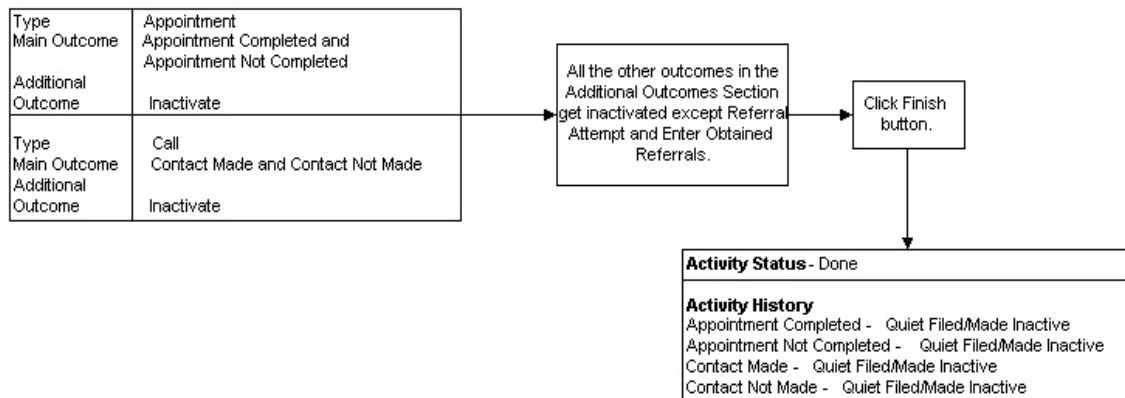 Type Appointment
Main Outcome Appointment Completed and
Appointment Not Completed
Additional
Outcome Inactivate
Type Call
Main Outcome Contact Made and Contact Not Made
Additional
Outcome Inactivate
All the other outcomes in the
Additional Outcomes Section
get inactivated except Referral
Attempt and Enter Obtained
Referrals.
Click Finish
button.
Activity Status - Done
Activity History
Appointment Completed - Quiet Filed/Made Inactive
Appointment Not Completed - Quiet Filed/Made Inactive
Contact Made - Quiet Filed/Made Inactive
Contact Not Made - Quiet Filed/Made Inactive